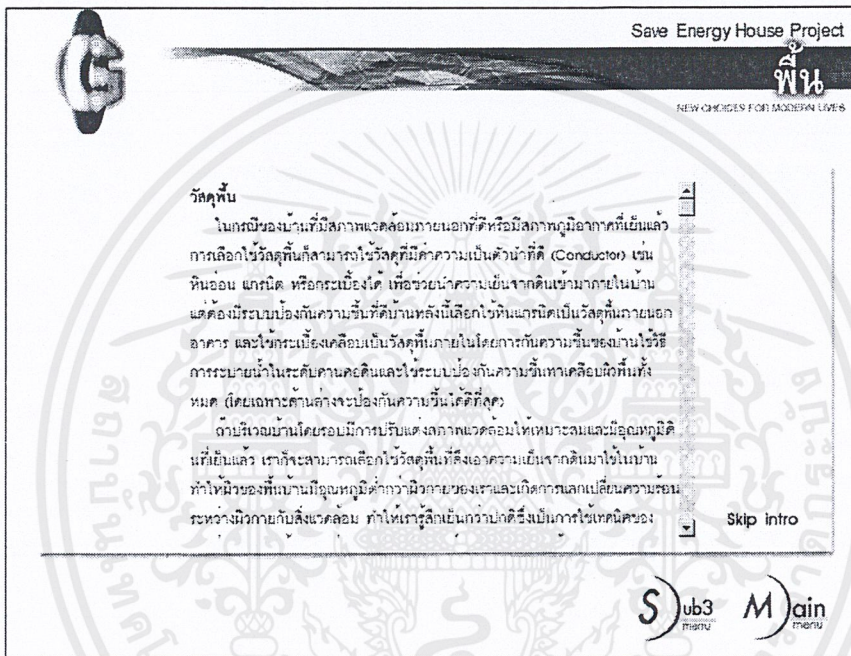 Save Energy House Project
พื้น
NEW CHOICES FOR MODERN LIVES
วัสดุพื้น
ในกรณีของบ้านที่มีสภาพแวดล้อมภายนอกที่ดีหรือมีสภาพภูมิอากาศที่เย็นแล้ว
การเลือกใช้วัสดุพื้นก็สามารถใช้วัสดุที่มีค่าความเป็นตัวนำที่ดี (Conductor) เช่น
หินอ่อน แกรนิต หรือกระเบื้องได้ เพื่อช่วยนำความเย็นจากดินเข้ามาภายในบ้าน
แต่ต้องมีระบบป้องกันความชื้นที่ดีบ้านหลังนี้เลือกใช้หินแกรนิตเป็นวัสดุพื้นภายนอก
อาคาร และใช้กระเบื้องเคลือบเป็นวัสดุพื้นภายในโดยการกันความชื้นของบ้านใช้วิธี
การระบายน้ำในระดับคานคอดินและใช้ระบบป้องกันความชื้นทาเคลือบผิวพื้นทั้ง
หมด (โดยเฉพาะด้านล่างจะป้องกันความชื้นได้ดีที่สุด)
ถ้าบริเวณบ้านโดยรอบมีการปรับแต่งสภาพแวดล้อมให้เหมาะสมและมีอุณหภูมิดิ
นที่เย็นแล้ว เราก็จะสามารถเลือกใช้วัสดุพื้นที่ดึงเอาความเย็นจากดินมาใช้ในบ้าน
ทำให้ผิวของพื้นบ้านมีอุณหภูมิต่ำกว่าผิวกายของเราและเกิดการแลกเปลี่ยนความร้อน
ระหว่างผิวกายกับสิ่งแวดล้อม ทำให้เรารู้สึกเย็นกว่าปกติซึ่งเป็นการใช้เทคนิคของ
Skip intro
Sub3 menu
Main menu